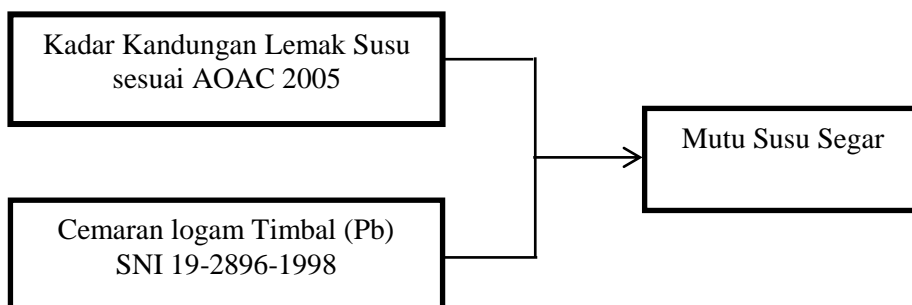 Kadar Kandungan Lemak Susu
sesuai AOAC 2005
Mutu Susu Segar
Cemaran logam Timbal (Pb)
SNI 19-2896-1998